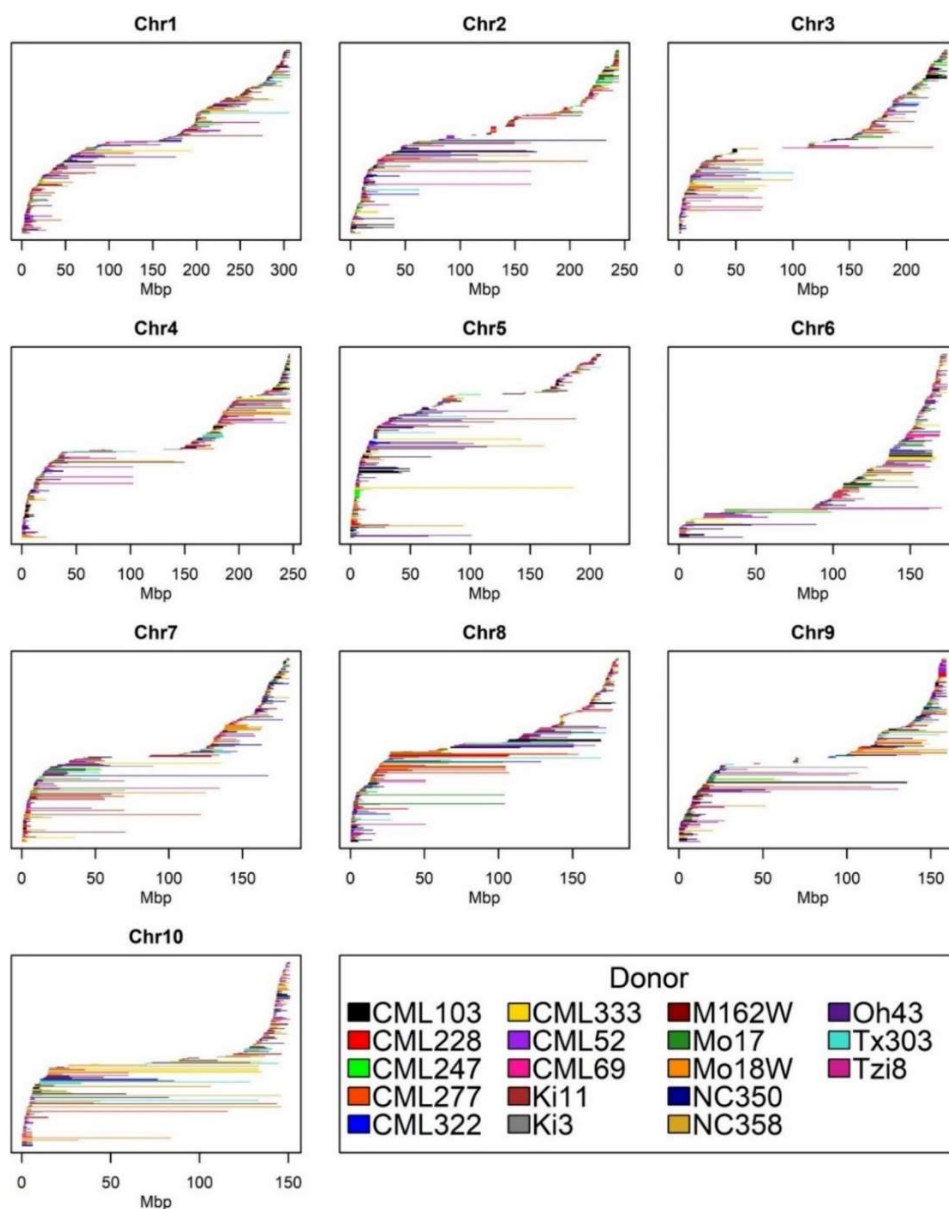 Chr1 Chr2 Chr3
0 50 100 150 200 250 300 0 50 100 150 200 250 0 50 100 150 200
Mbp Mbp Mbp
Chr4 Chr5 Chr6
0 50 100 150 200 250 0 50 100 150 200 0 50 100 150
Mbp Mbp Mbp
Chr7 Chr8 Chr9
0 50 100 150 0 50 100 150 0 50 100 150
Mbp Mbp Mbp
Chr10
0 50 100 150
Mbp
Donor
CML103 CML333 M162W Oh43
CML228 CML52 Mo17 Tx303
CML247 CML69 Mo18W Tzi8
CML277 Ki11 NC350
CML322 Ki3 NC358